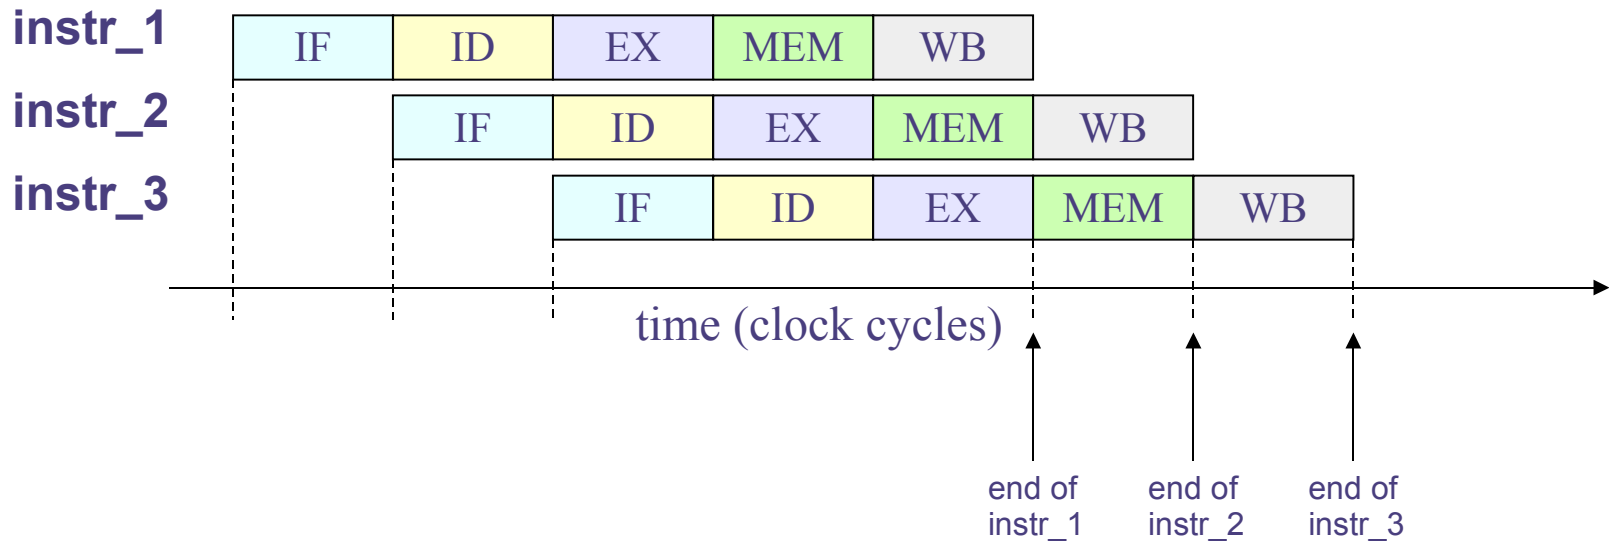 instr_1 IF ID EX MEM WB
instr_2 IF ID EX MEM WB
instr_3 IF ID EX MEM WB
time (clock cycles)
end of
instr_1
end of
instr_2
end of
instr_3